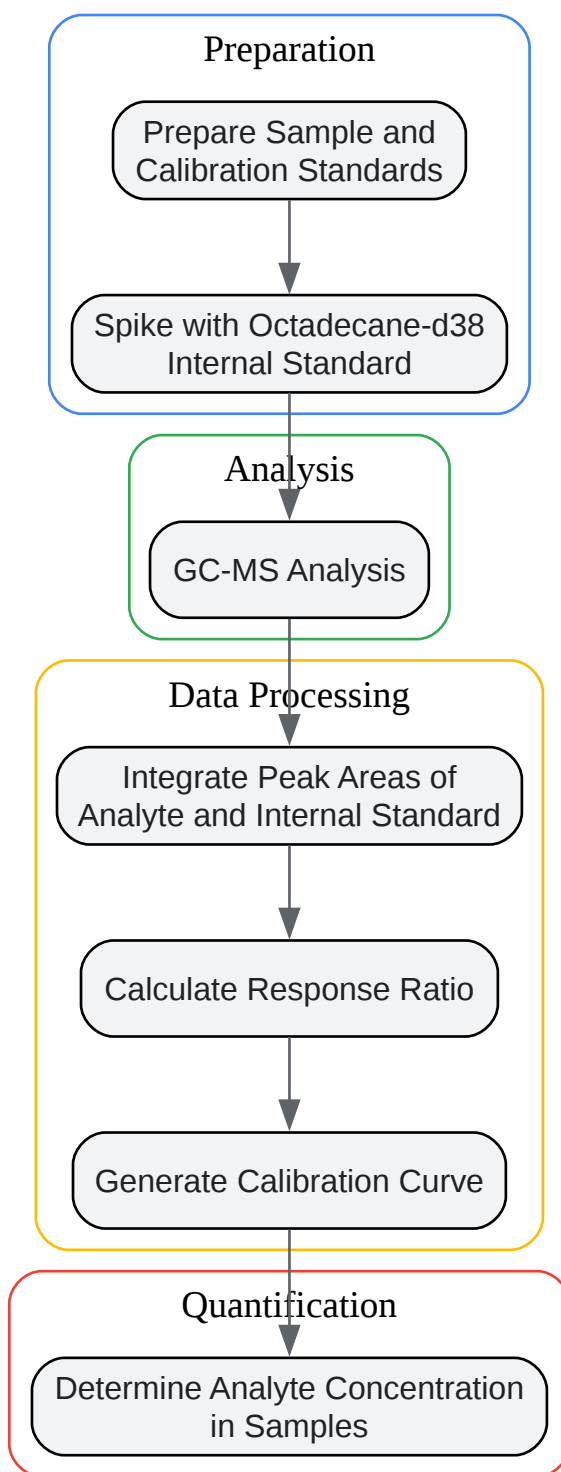 Preparation
Prepare Sample and
Calibration Standards
Spike with Octadecane-d38
Internal Standard
Analysis
GC-MS Analysis
Data Processing
Integrate Peak Areas of
Analyte and Internal Standard
Calculate Response Ratio
Generate Calibration Curve
Quantification
Determine Analyte Concentration
in Samples